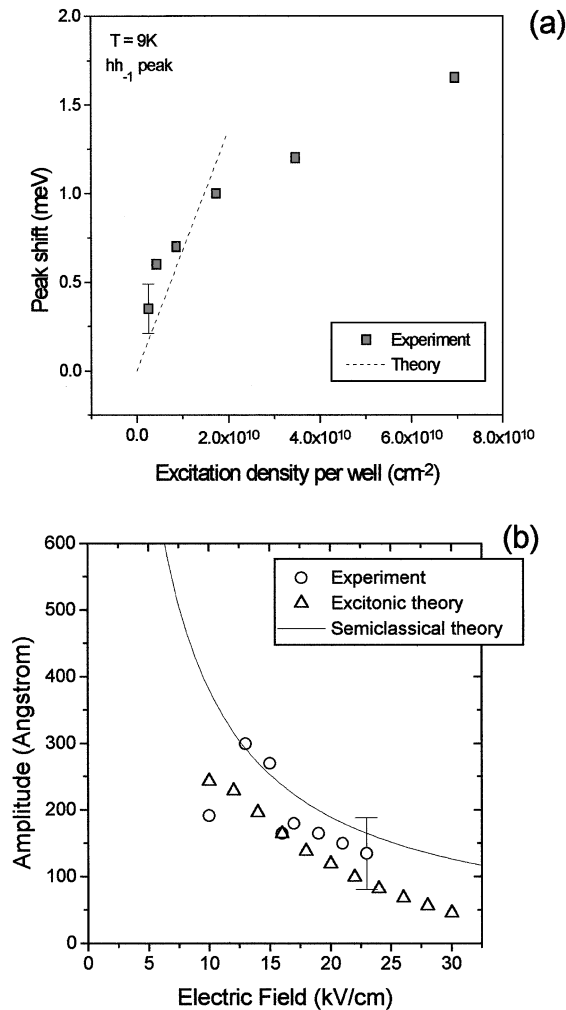 (a)
2.0
T = 9K
hh-1 peak
1.5
1.0
0.5
0.0
Peak shift (meV)
Experiment
Theory
0.0 2.0x10^10 4.0x10^10 6.0x10^10 8.0x10^10
Excitation density per well (cm-2)
(b)
600
Experiment
Excitonic theory
Semiclassical theory
500
400
300
200
100
0
Amplitude (Angstrom)
0 5 10 15 20 25 30
Electric Field (kV/cm)